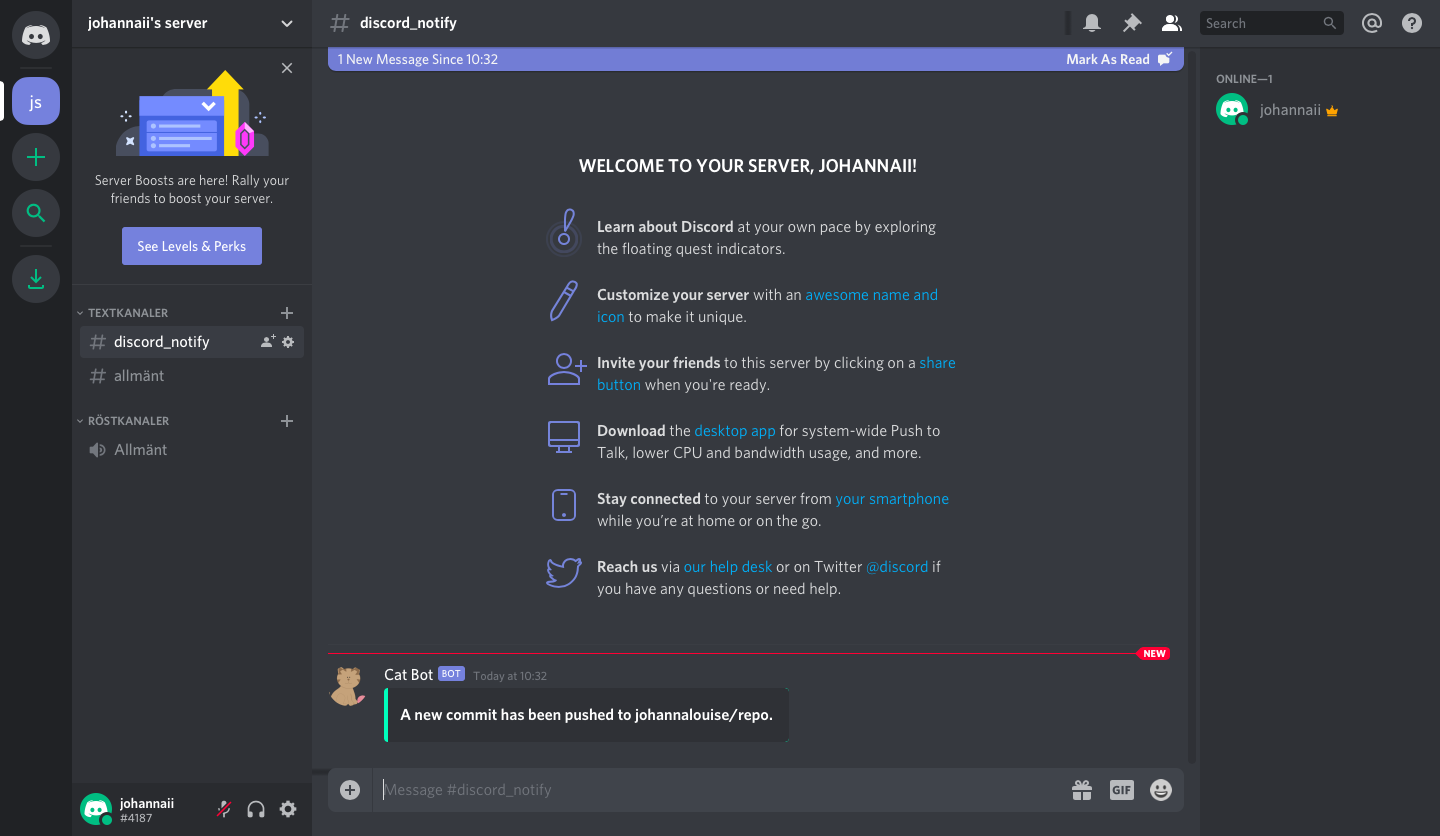 johannaii's server
discord_notify
Search
js
1 New Message Since 10:32
Mark As Read
Server Boosts are here! Rally your
friends to boost your server.
See Levels & Perks
TEXTKANALER
discord_notify
allmänt
RÖSTKANALER
Allmänt
johannaii
#4187
WELCOME TO YOUR SERVER, JOHANNAII!
Learn about Discord at your own pace by exploring
the floating quest indicators.
Customize your server with an awesome name and
icon to make it unique.
Invite your friends to this server by clicking on a share
button when you're ready.
Download the desktop app for system-wide Push to
Talk, lower CPU and bandwidth usage, and more.
Stay connected to your server from your smartphone
while you’re at home or on the go.
Reach us via our help desk or on Twitter @discord if
you have any questions or need help.
NEW
Cat Bot BOT Today at 10:32
A new commit has been pushed to johannalouise/repo.
Message #discord_notify
GIF
ONLINE—1
johannaii